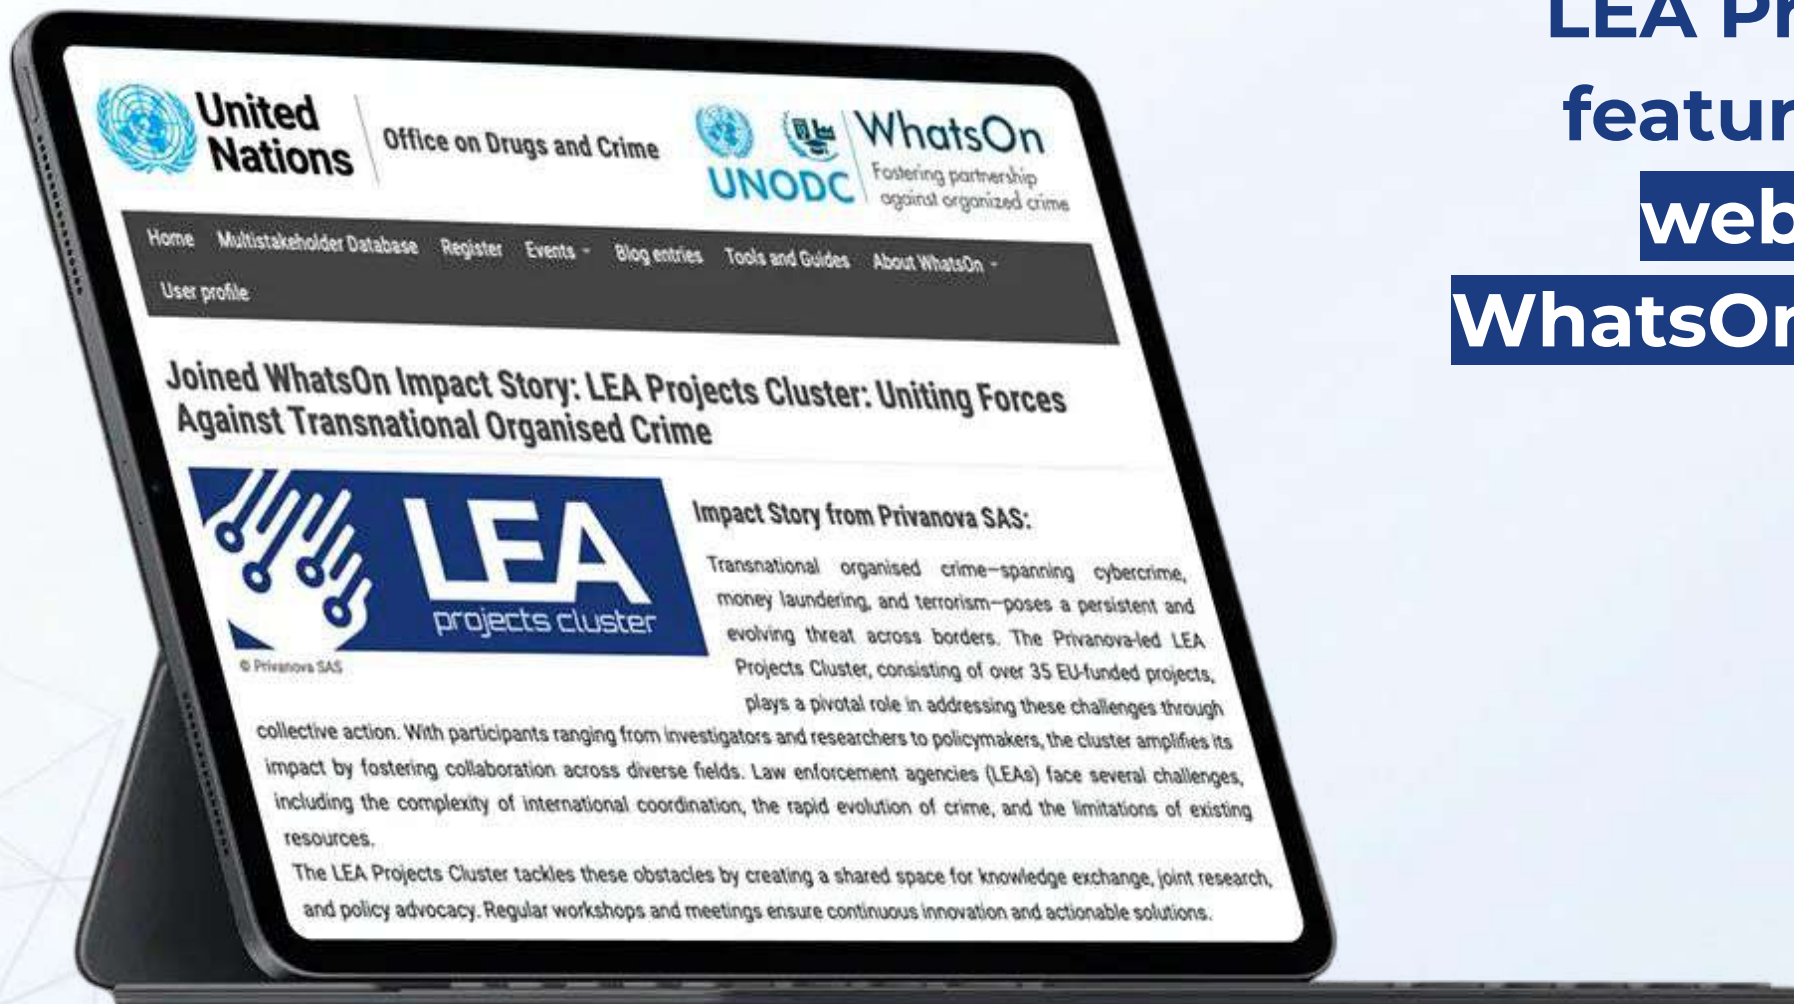 United
Nations
Office on Drugs and Crime
UNODC
WhatsOn
Fostering partnership
against organized crime
Home Multistakeholder Database Register Events Blog entries Tools and Guides About WhatsOn
User profile
Joined WhatsOn Impact Story: LEA Projects Cluster: Uniting Forces
Against Transnational Organised Crime
LEA
projects cluster
© Privanova SAS
Impact Story from Privanova SAS:
Transnational organised crime—spanning cybercrime,
money laundering, and terrorism—poses a persistent and
evolving threat across borders. The Privanova-led LEA
Projects Cluster, consisting of over 35 EU-funded projects,
plays a pivotal role in addressing these challenges through
collective action. With participants ranging from investigators and researchers to policymakers, the cluster amplifies its
impact by fostering collaboration across diverse fields. Law enforcement agencies (LEAs) face several challenges,
including the complexity of international coordination, the rapid evolution of crime, and the limitations of existing
resources.
The LEA Projects Cluster tackles these obstacles by creating a shared space for knowledge exchange, joint research,
and policy advocacy. Regular workshops and meetings ensure continuous innovation and actionable solutions.
LEA Pr
featur
web
WhatsOn